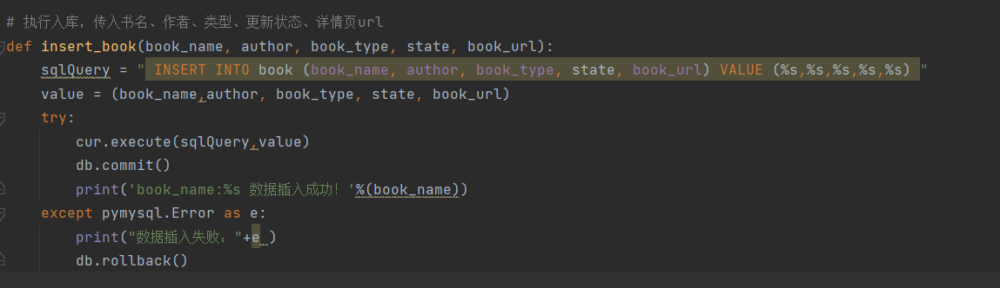 # 执行入库，传入书名、作者、类型、更新状态、详情页url
def insert_book(book_name, author, book_type, state, book_url):
    sqlQuery = " INSERT INTO book (book_name, author, book_type, state, book_url) VALUE (%s,%s,%s,%s,%s) "
    value = (book_name,author, book_type, state, book_url)
    try:
        cur.execute(sqlQuery,value)
        db.commit()
        print('book_name:%s 数据插入成功！'%(book_name))
    except pymysql.Error as e:
        print("数据插入失败："+e )
        db.rollback()